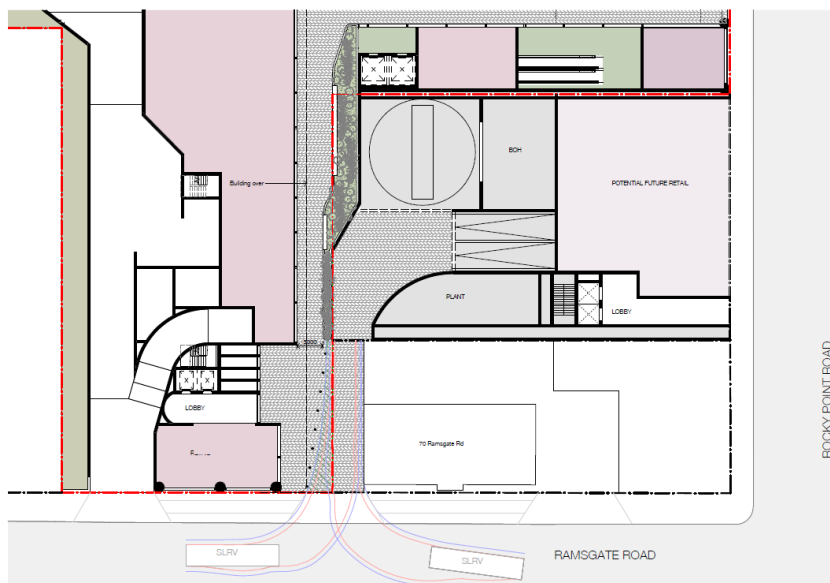 BOH
Building over
POTENTIAL FUTURE RETAIL
PLANT
LOBBY
3000
LOBBY
70 Ramsgate Rd
ROCKY POINT ROAD
SLRV
SLRV
RAMSGATE ROAD